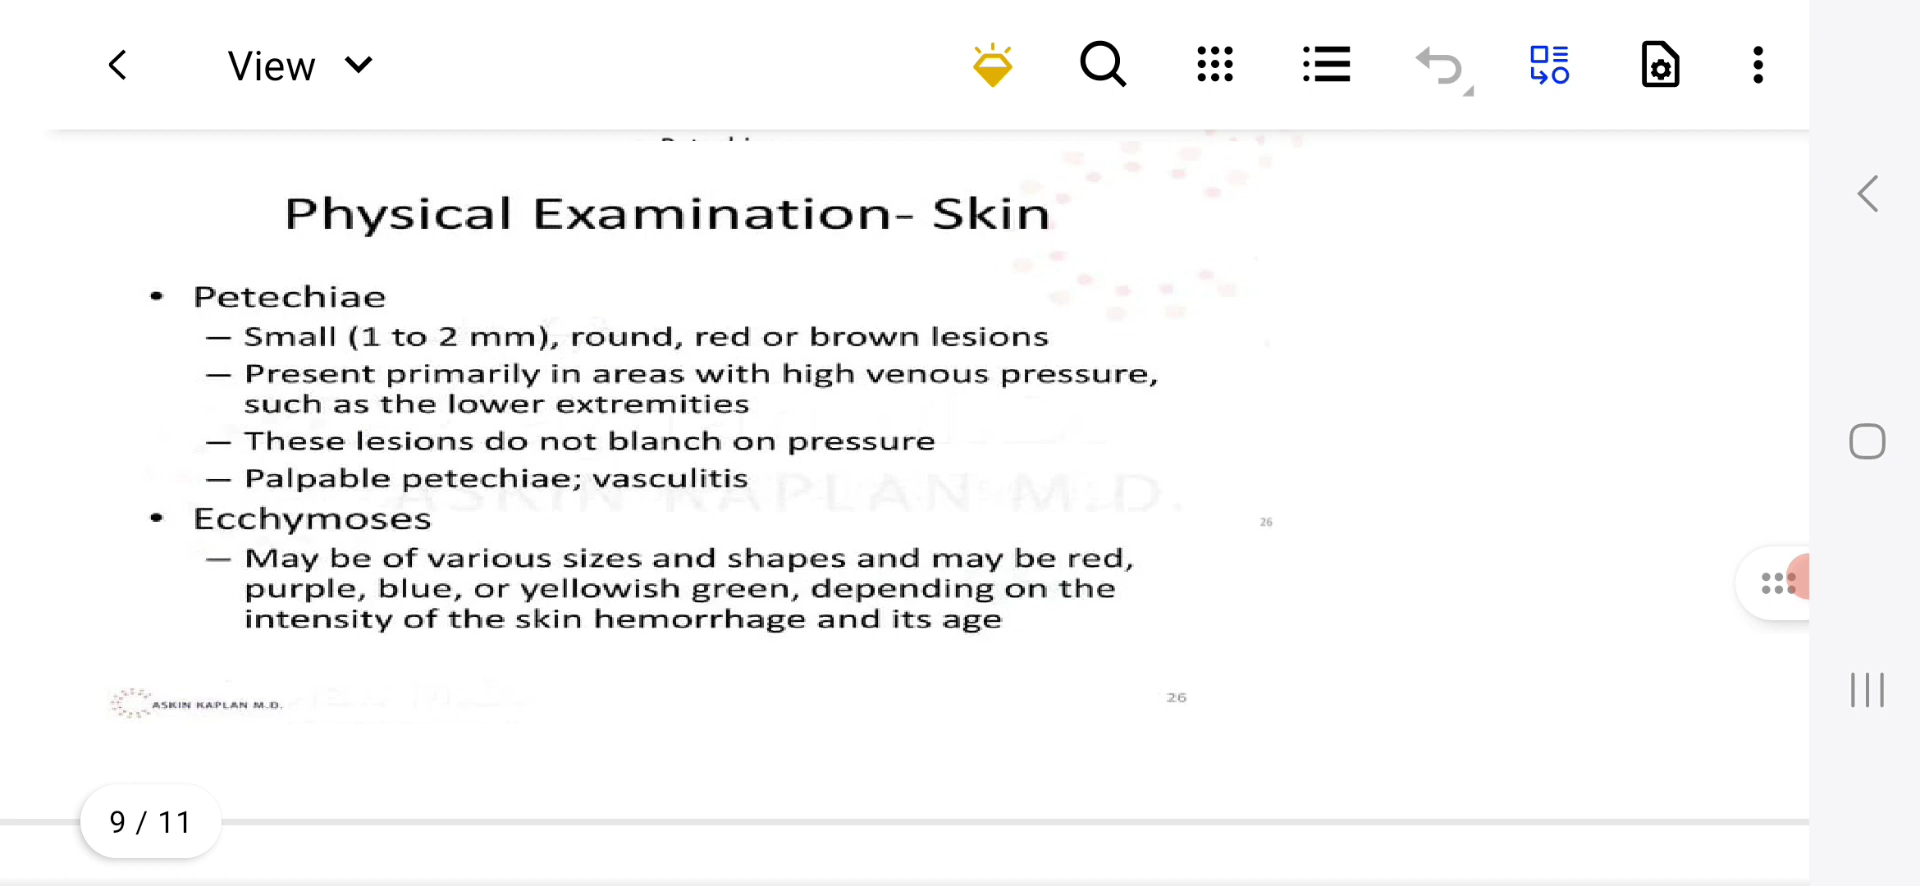 View
Physical Examination- Skin
• Petechiae
– Small (1 to 2 mm), round, red or brown lesions
– Present primarily in areas with high venous pressure,
such as the lower extremities
– These lesions do not blanch on pressure
– Palpable petechiae; vasculitis
ASKIN KAPLAN M.D.
• Ecchymoses
26
– May be of various sizes and shapes and may be red,
purple, blue, or yellowish green, depending on the
intensity of the skin hemorrhage and its age
ASKIN KAPLAN M.D.
26
9 / 11